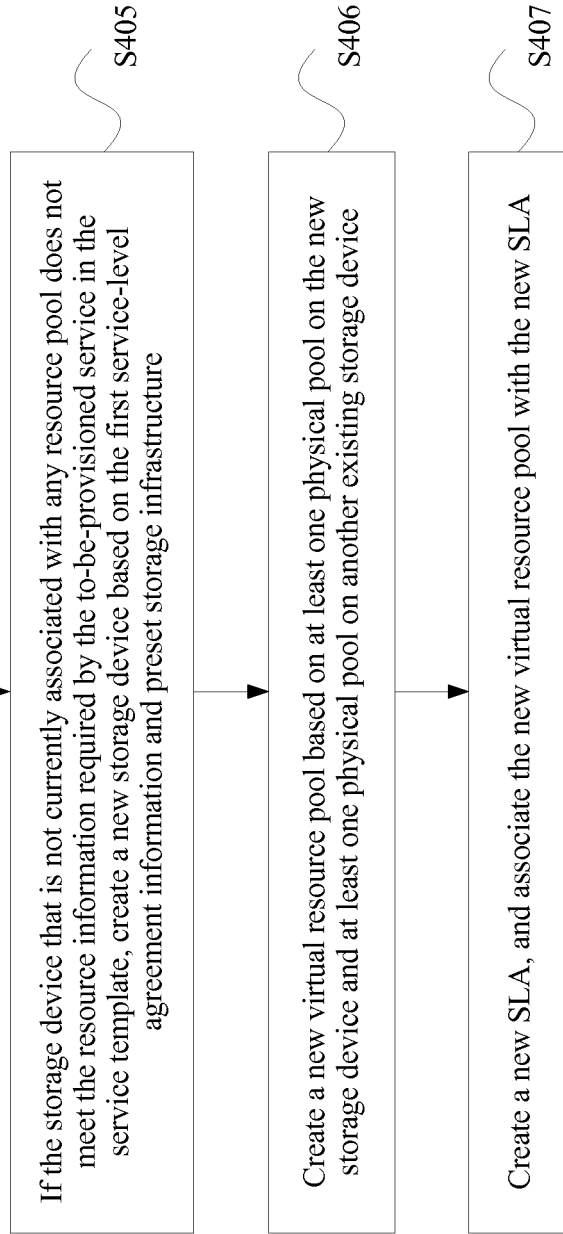 If the storage device that is not currently associated with any resource pool does not
meet the resource information required by the to-be-provisioned service in the
service template, create a new storage device based on the first service-level
agreement information and preset storage infrastructure
S405
Create a new virtual resource pool based on at least one physical pool on the new
storage device and at least one physical pool on another existing storage device
S406
Create a new SLA, and associate the new virtual resource pool with the new SLA
S407